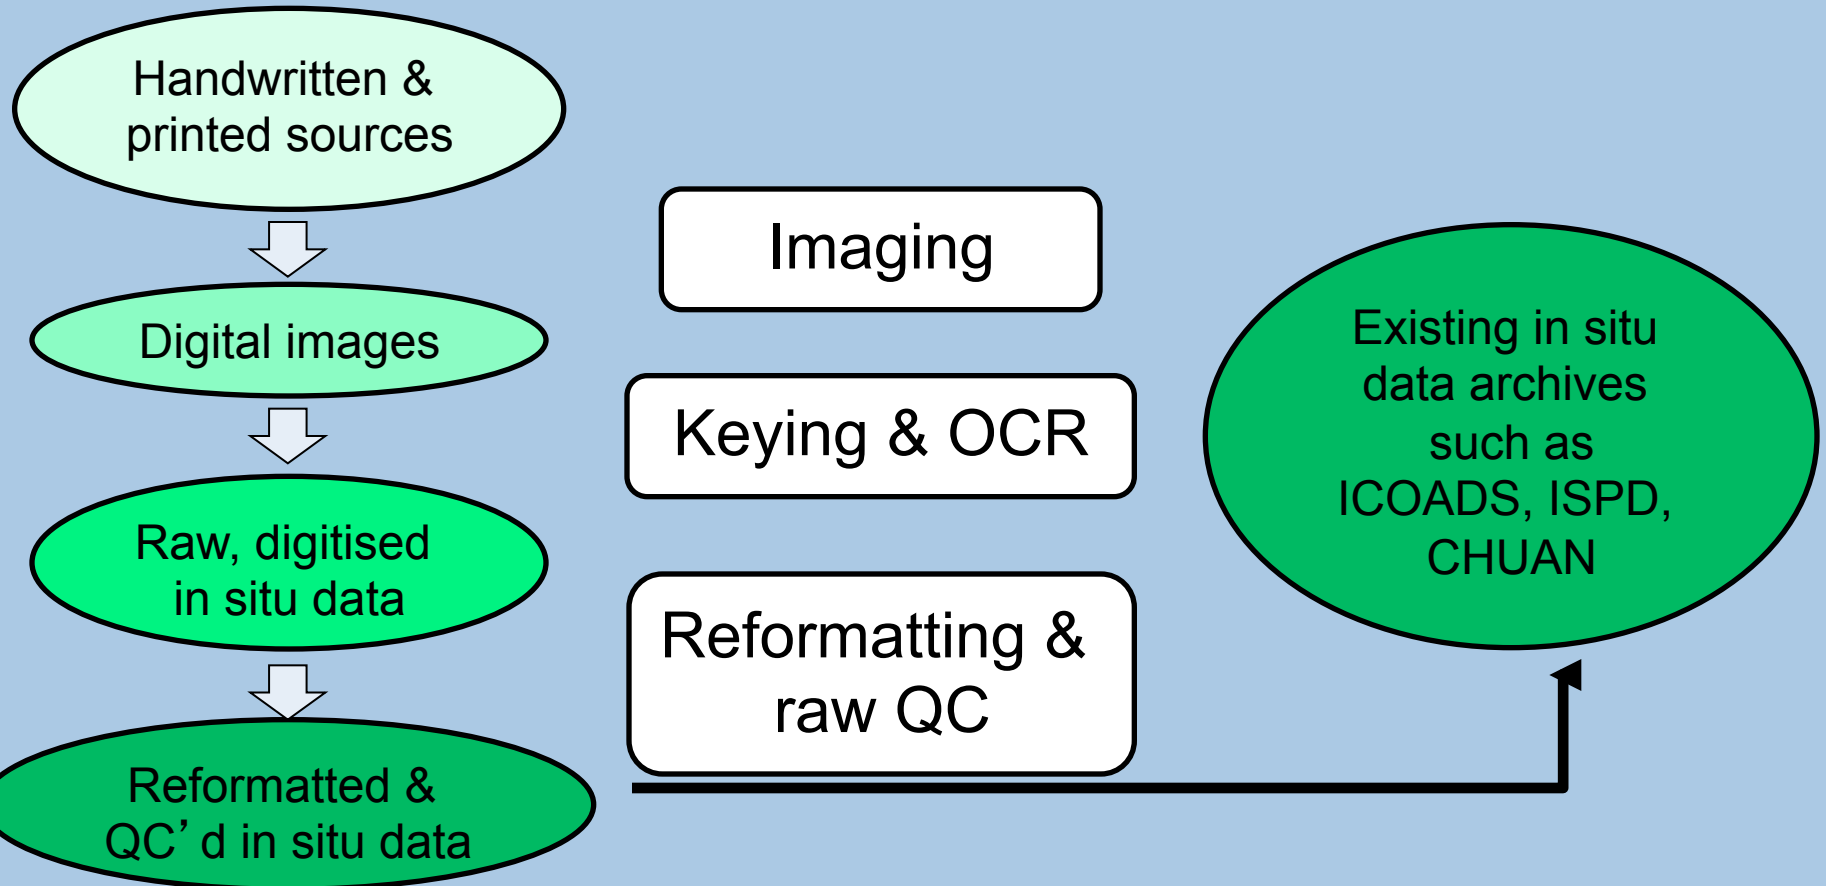 Handwritten &
printed sources
Digital images
Raw, digitised
in situ data
Reformatted &
QC’d in situ data
Imaging
Keying & OCR
Reformatting &
raw QC
Existing in situ
data archives
such as
ICOADS, ISPD,
CHUAN